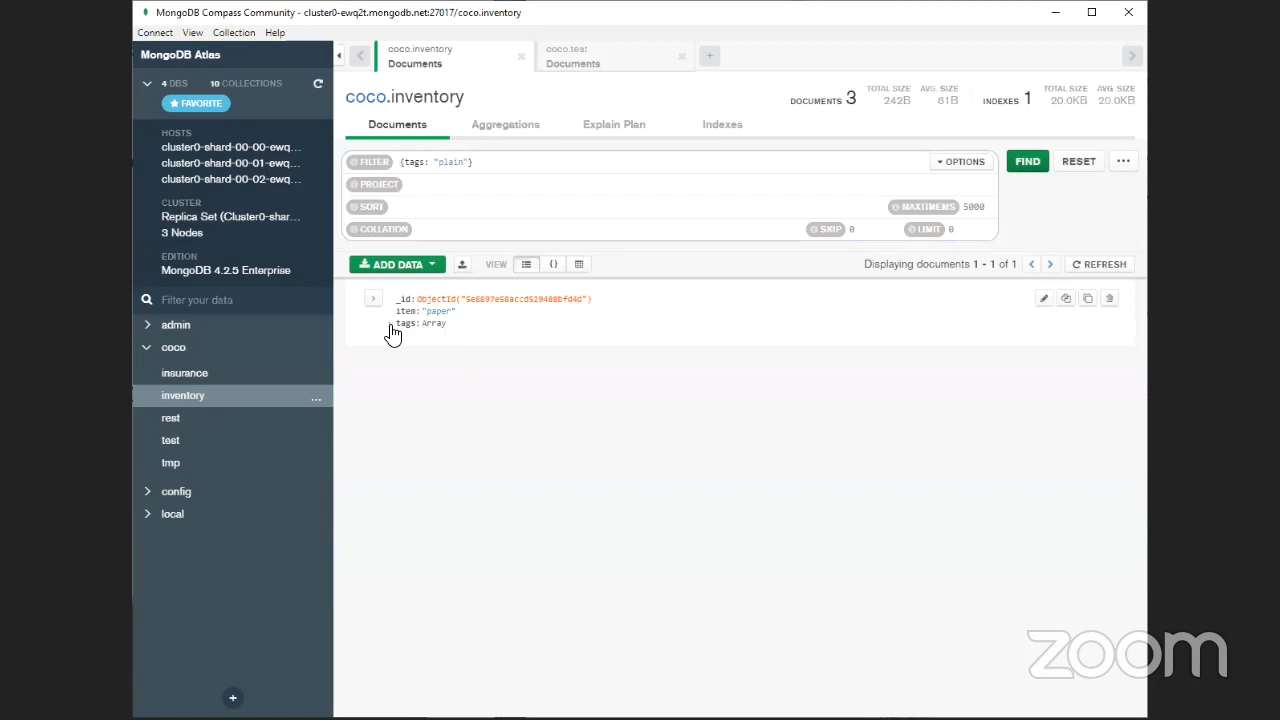 MongoDB Compass Community - cluster0-ewq2t.mongodb.net:27017/coco.inventory
Connect View Collection Help
MongoDB Atlas
4 DBS 10 COLLECTIONS
FAVORITE
HOSTS
cluster0-shard-00-00-ewq...
cluster0-shard-00-01-ewq...
cluster0-shard-00-02-ewq...
CLUSTER
Replica Set (Cluster0-shar...
3 Nodes
EDITION
MongoDB 4.2.5 Enterprise
Filter your data
admin
coco
insurance
inventory ...
rest
test
tmp
config
local
coco.inventory
Documents
coco.test
Documents
coco.inventory
DOCUMENTS 3
TOTAL SIZE
242B
AVG. SIZE
81B
INDEXES 1
TOTAL SIZE
20.0KB
AVG. SIZE
20.0KB
Documents Aggregations Explain Plan Indexes
FILTER {tags: "plain"}
OPTIONS
FIND
RESET
PROJECT
SORT
MAXTIMEMS 5000
COLLATION
SKIP 0
LIMIT 0
ADD DATA
VIEW
{}
Displaying documents 1 - 1 of 1
REFRESH
_id:ObjectId("5e8897e58accd529488bfd4d")
item:"paper"
tags:Array
zoom